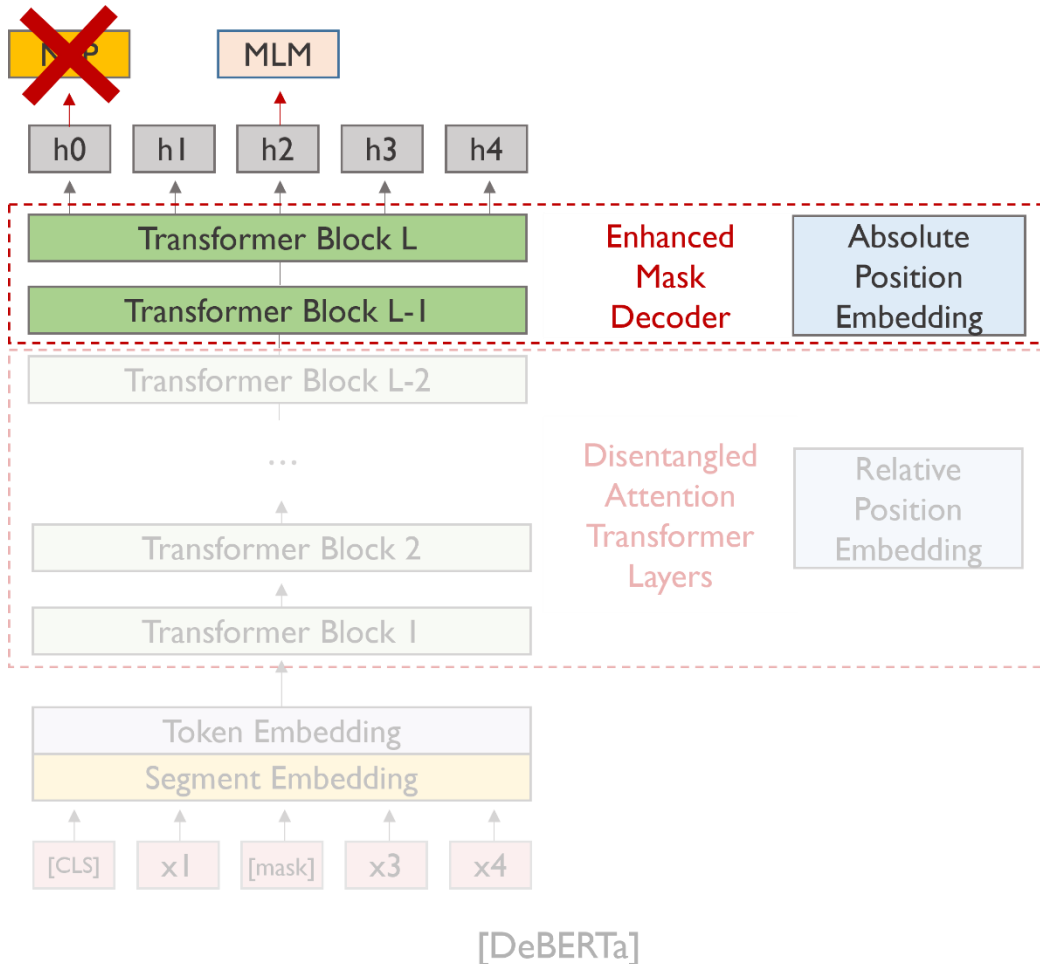 MLM
h0 h1 h2 h3 h4
Transformer Block L
Transformer Block L-1
Enhanced
Mask
Decoder
Absolute
Position
Embedding
Transformer Block L-2
...
Transformer Block 2
Transformer Block 1
Disentangled
Attention
Transformer
Layers
Relative
Position
Embedding
Token Embedding
Segment Embedding
[CLS] x1 [mask] x3 x4
[DeBERTa]